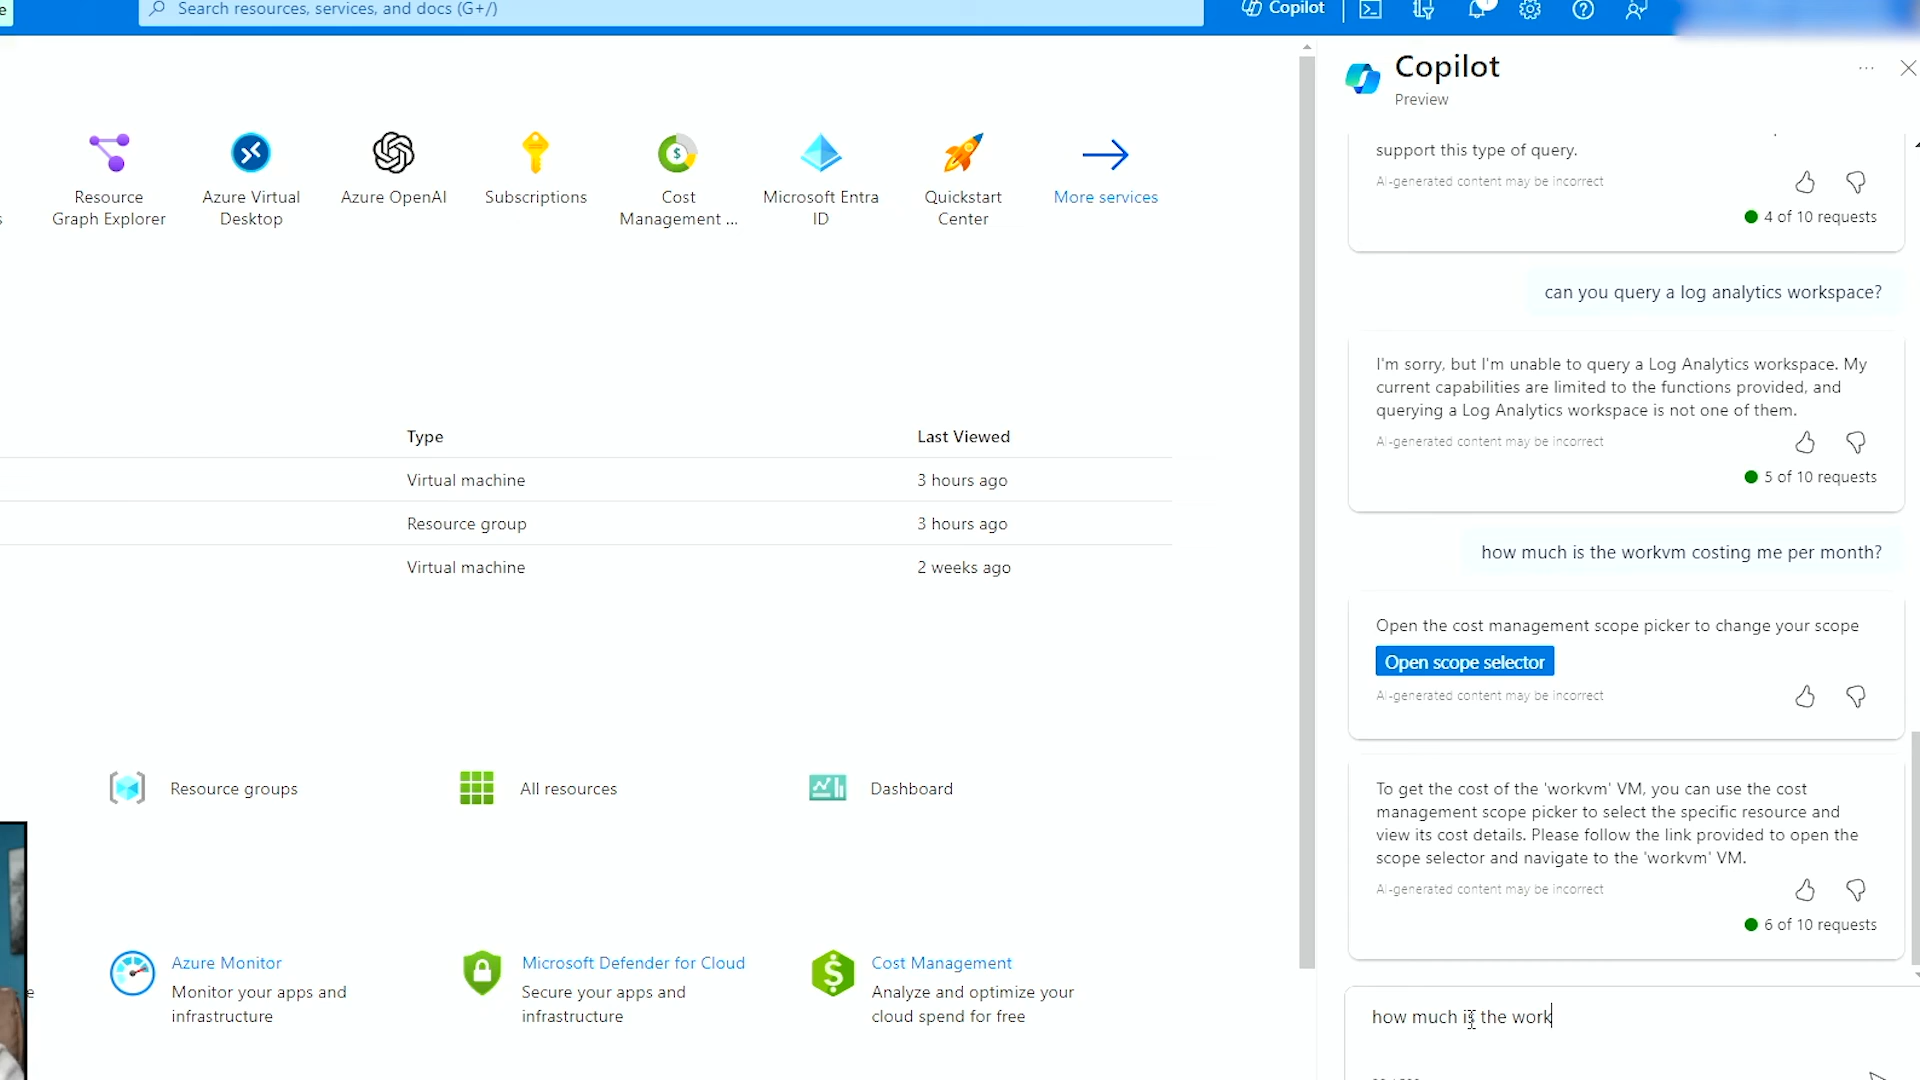 e
Search resources, services, and docs (G+/)
Copilot
Resource
Graph Explorer
Azure Virtual
Desktop
Azure OpenAI
Subscriptions
Cost
Management ...
Microsoft Entra
ID
Quickstart
Center
More services
s
Type
Last Viewed
Virtual machine
3 hours ago
Resource group
3 hours ago
Virtual machine
2 weeks ago
Resource groups
All resources
Dashboard
Azure Monitor
Monitor your apps and
infrastructure
Microsoft Defender for Cloud
Secure your apps and
infrastructure
Cost Management
Analyze and optimize your
cloud spend for free
e
Copilot
Preview
support this type of query.
AI-generated content may be incorrect
4 of 10 requests
can you query a log analytics workspace?
I'm sorry, but I'm unable to query a Log Analytics workspace. My
current capabilities are limited to the functions provided, and
querying a Log Analytics workspace is not one of them.
AI-generated content may be incorrect
5 of 10 requests
how much is the workvm costing me per month?
Open the cost management scope picker to change your scope
Open scope selector
AI-generated content may be incorrect
To get the cost of the 'workvm' VM, you can use the cost
management scope picker to select the specific resource and
view its cost details. Please follow the link provided to open the
scope selector and navigate to the 'workvm' VM.
AI-generated content may be incorrect
6 of 10 requests
how much is the work